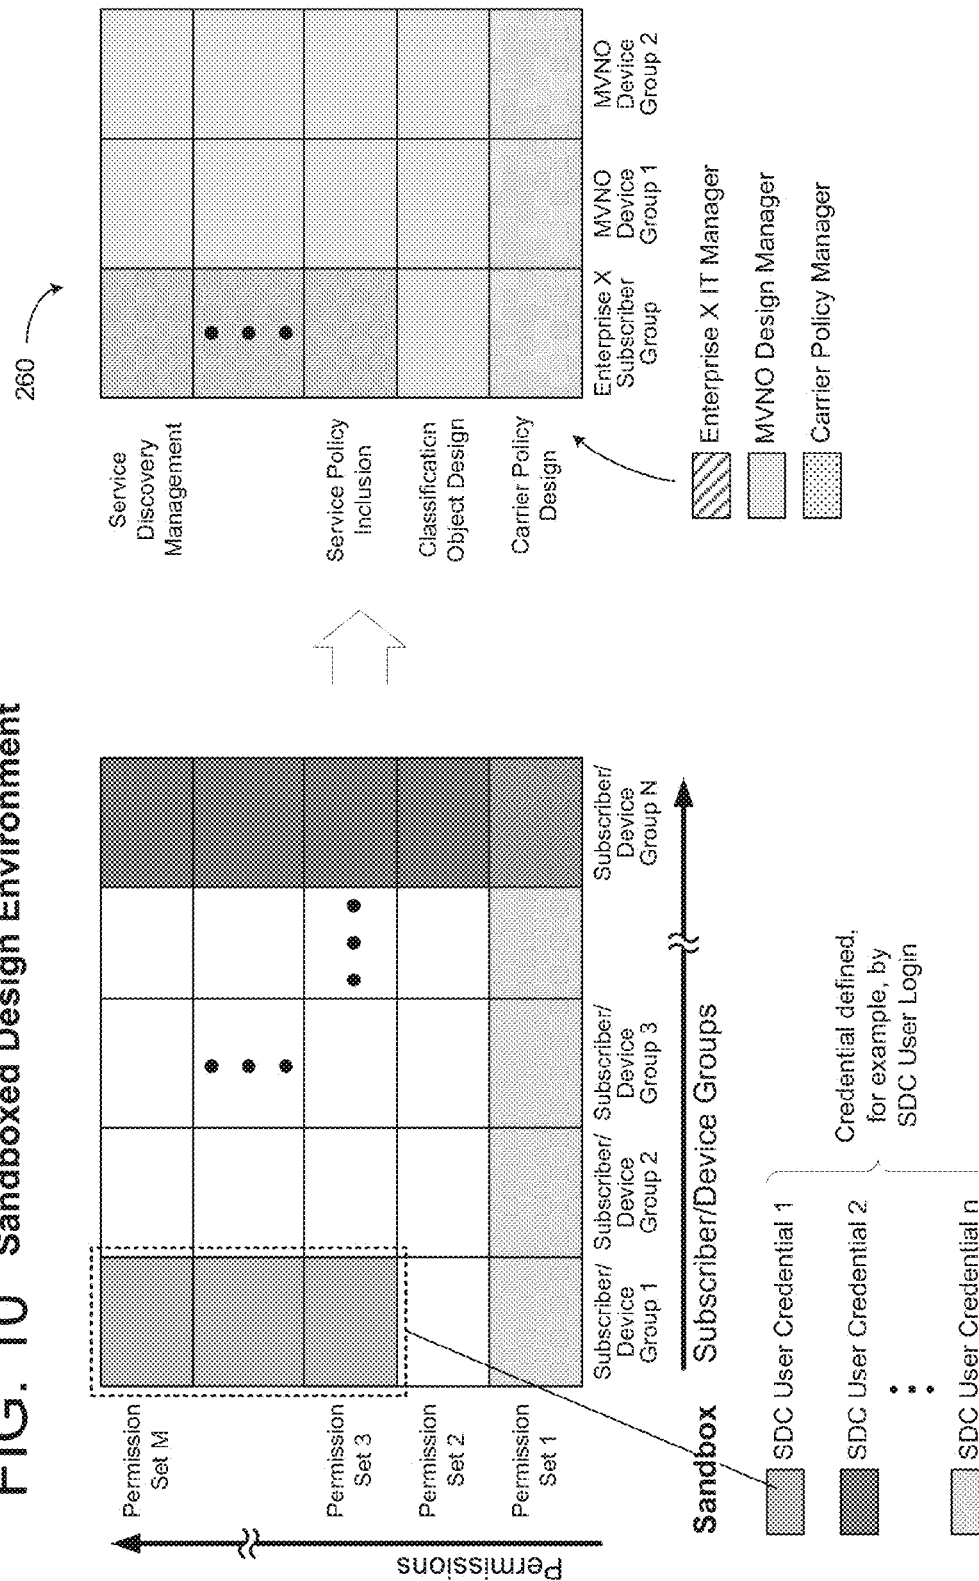 FIG. 10 Sandboxed Design Environment
Permissions
Permission
Set M
Permission
Set 3
Permission
Set 2
Permission
Set 1
Subscriber/
Device
Group 1
Subscriber/
Device
Group 2
Subscriber/
Device
Group 3
Subscriber/
Device
Group N
Sandbox
Subscriber/Device Groups
SDC User Credential 1
SDC User Credential 2
SDC User Credential n
Credential defined,
for example, by
SDC User Login
260
Service
Discovery
Management
Service Policy
Inclusion
Classification
Object Design
Carrier Policy
Design
Enterprise X
Subscriber
Group
MVNO
Device
Group 1
MVNO
Device
Group 2
Enterprise X IT Manager
MVNO Design Manager
Carrier Policy Manager